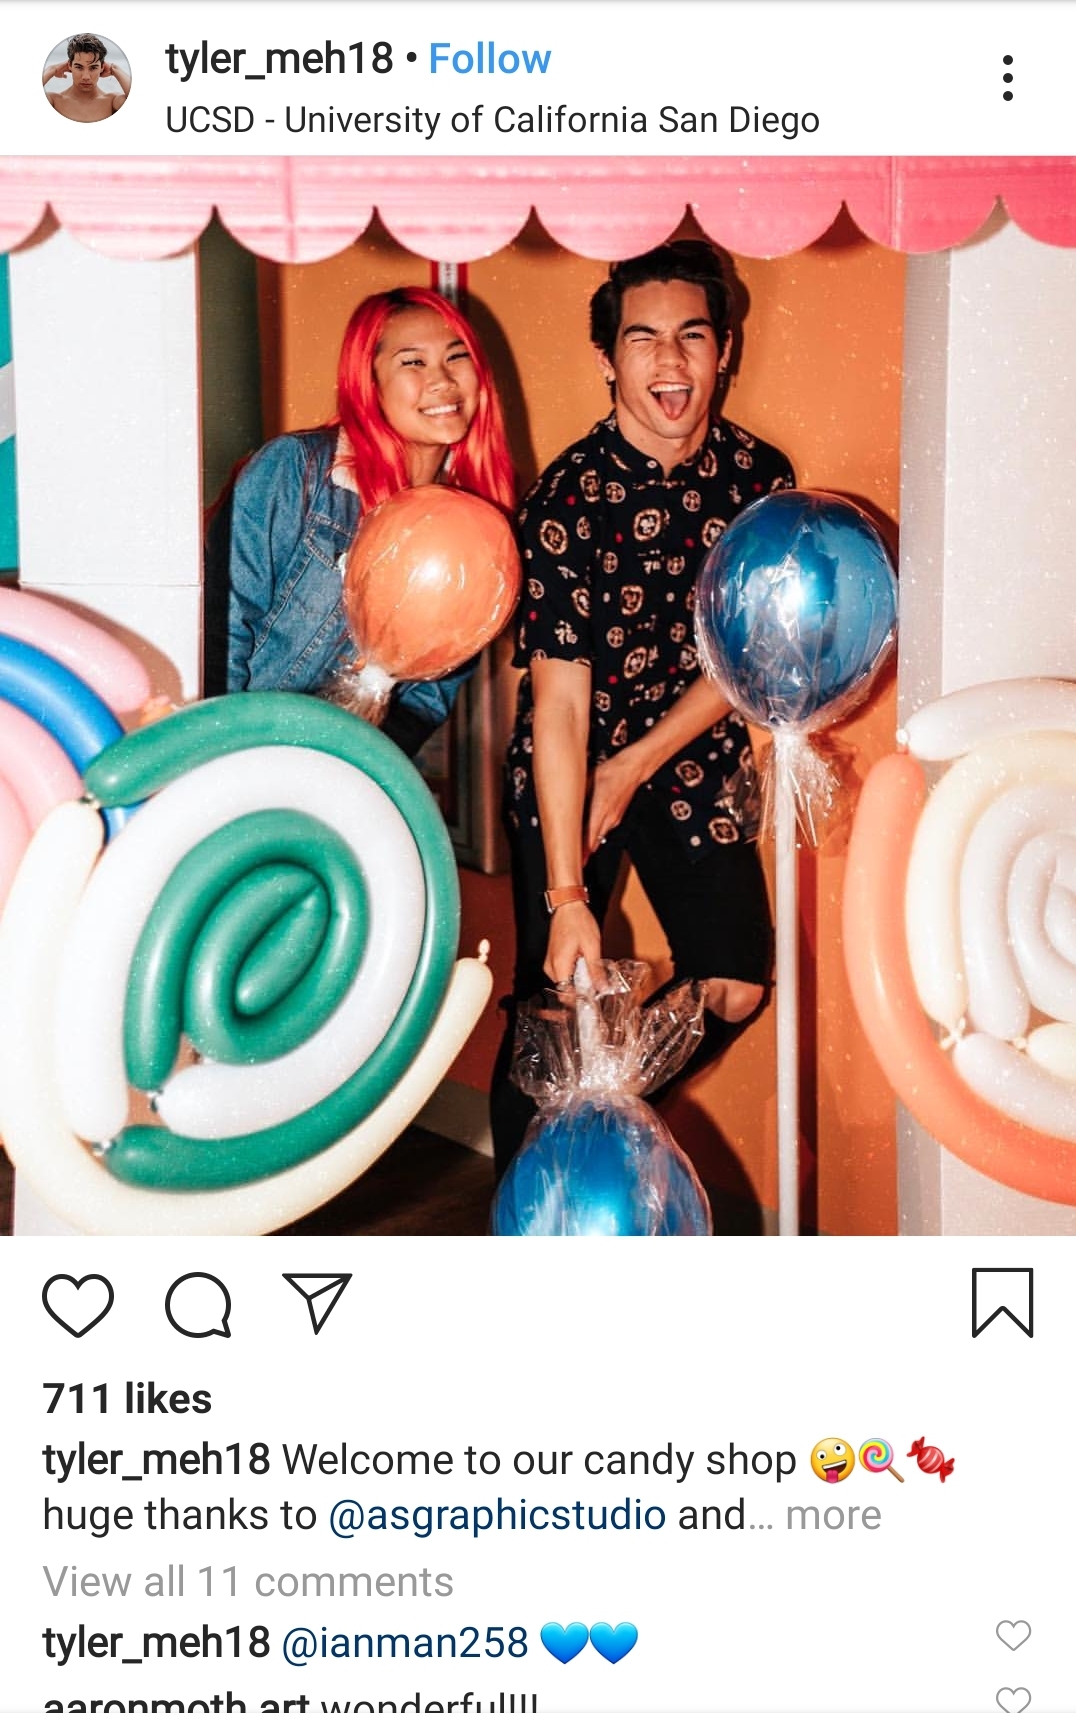 tyler_meh18 • Follow
UCSD - University of California San Diego
711 likes
tyler_meh18 Welcome to our candy shop 🤪🍭🍬
huge thanks to @asgraphicstudio and... more
View all 11 comments
tyler_meh18 @ianman258 💙💙
aaronmoth.art wonderful!!!